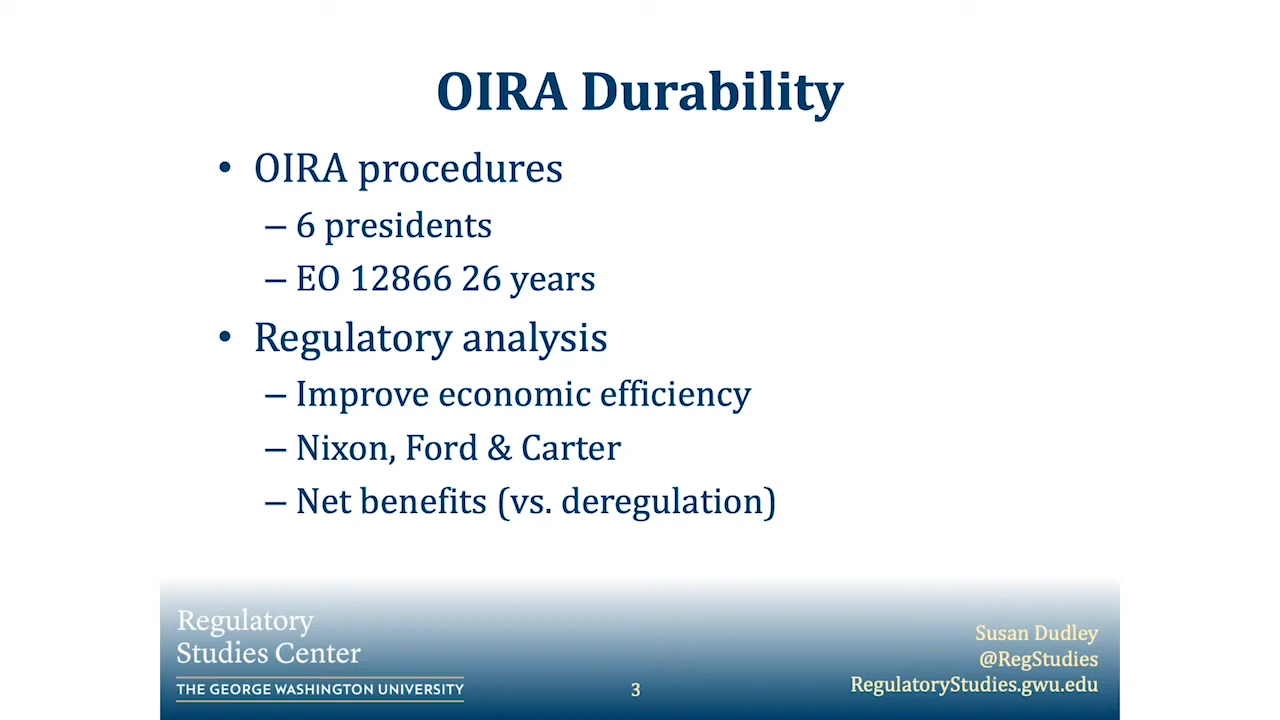 OIRA Durability
• OIRA procedures
– 6 presidents
– EO 12866 26 years
• Regulatory analysis
– Improve economic efficiency
– Nixon, Ford & Carter
– Net benefits (vs. deregulation)
Regulatory
Studies Center
THE GEORGE WASHINGTON UNIVERSITY
3
Susan Dudley
@RegStudies
RegulatoryStudies.gwu.edu